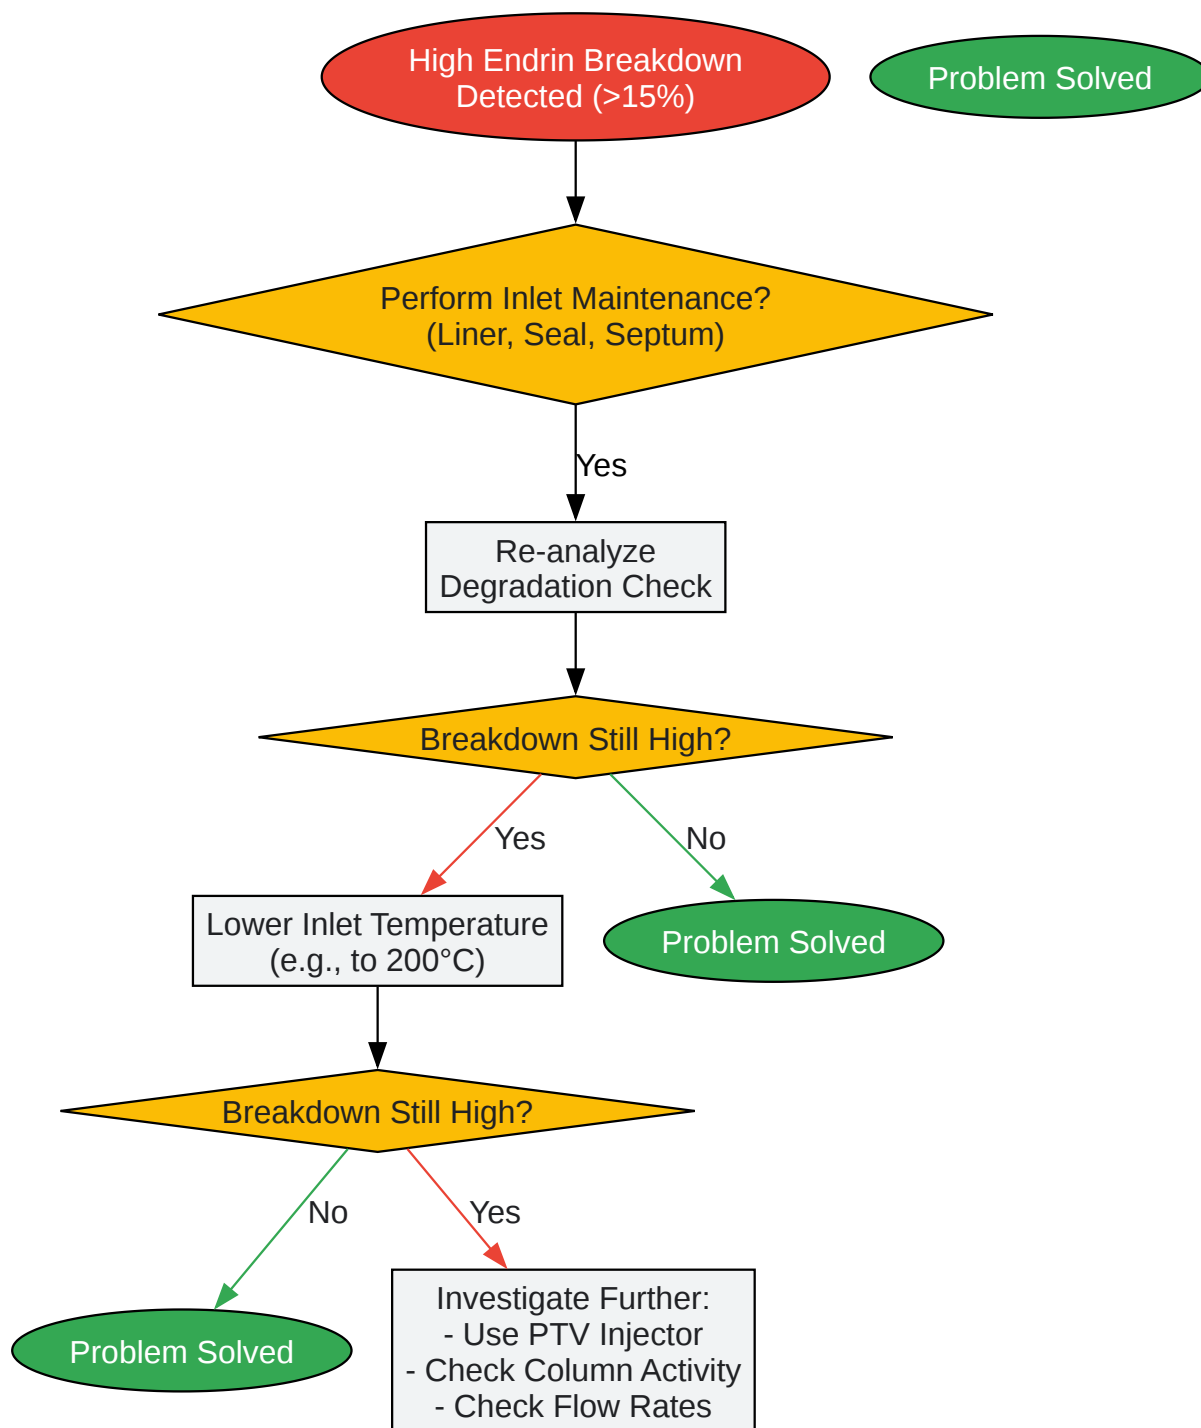 High Endrin Breakdown
Detected (>15%)
Problem Solved
Perform Inlet Maintenance?
(Liner, Seal, Septum)
Yes
Re-analyze
Degradation Check
Breakdown Still High?
Yes
No
Lower Inlet Temperature
(e.g., to 200°C)
Problem Solved
Breakdown Still High?
No
Yes
Problem Solved
Investigate Further:
- Use PTV Injector
- Check Column Activity
- Check Flow Rates